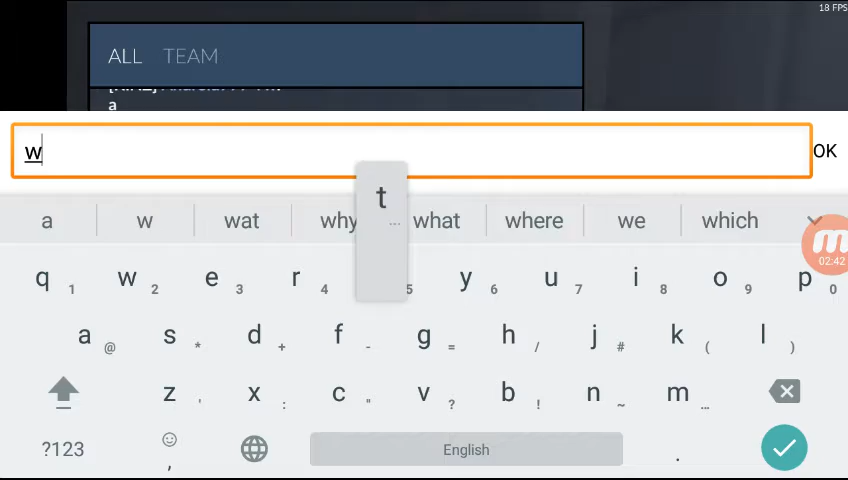 18 FPS
ALL TEAM
a
w
OK
t
...
a w wat why what where we which
02:42
q 1 w 2 e 3 r 4 5 y 6 u 7 i 8 o 9 p 0
a @ s * d + f - g = h / j # k ( l )
z ' x : c " v ? b ! n ~ m ...
?123 , English .